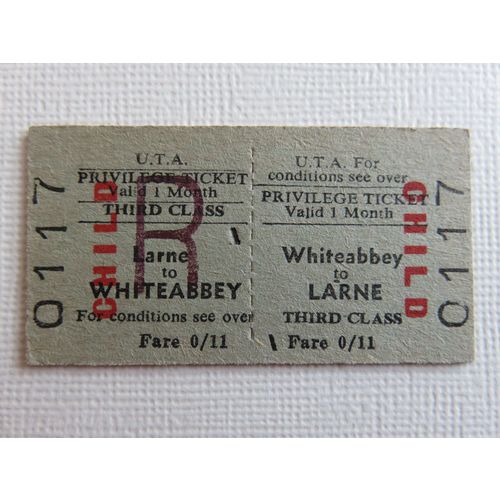 0117
CHILD
U.T.A.
PRIVILEGE TICKET
Valid 1 Month
THIRD CLASS
R
Larne
to
WHITEABBEY
For conditions see over
Fare 0/11
U.T.A. For
conditions see over
PRIVILEGE TICKET
Valid 1 Month
Whiteabbey
to
LARNE
THIRD CLASS
Fare 0/11
CHILD
0117